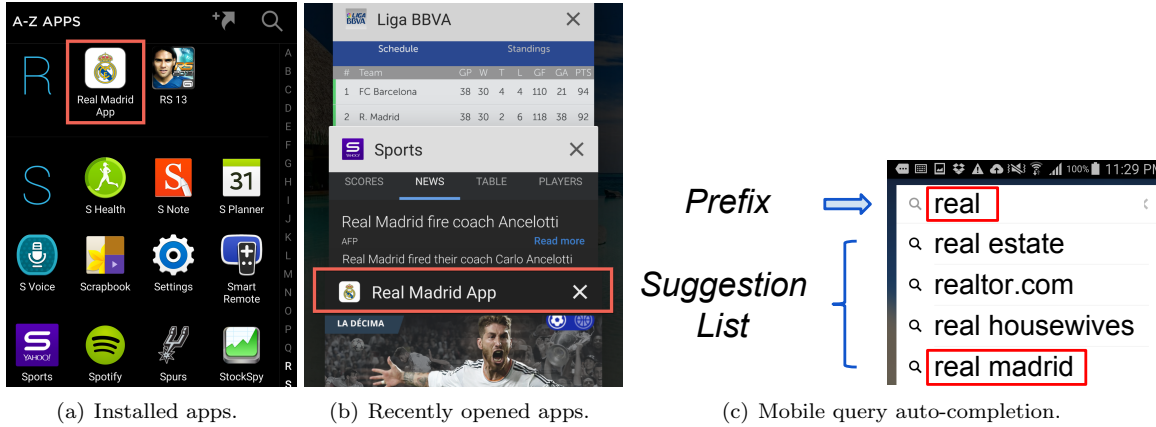 A-Z APPS
R
Real Madrid
App
RS 13
S
S Health
S Note
31
S Planner
S Voice
Scrapbook
Settings
Smart
Remote
YAHOO!
Sports
Spotify
Spurs
StockSpy
A
B
C
D
E
F
G
H
I
J
K
L
M
N
O
P
Q
R
S
(a) Installed apps.
LIGA BBVA
Liga BBVA
Schedule Standings
# Team GP W T L GF GA PTS
1 FC Barcelona 38 30 4 4 110 21 94
2 R. Madrid 38 30 2 6 118 38 92
YAHOO!
Sports
SCORES NEWS TABLE PLAYERS
Real Madrid fire coach Ancelotti
AFP Read more
Real Madrid fired their coach Carlo Ancelotti
Real Madrid App
LA DÉCIMA
(b) Recently opened apps.
100% 11:29 PM
Prefix
real
Suggestion
List
real estate
realtor.com
real housewives
real madrid
(c) Mobile query auto-completion.